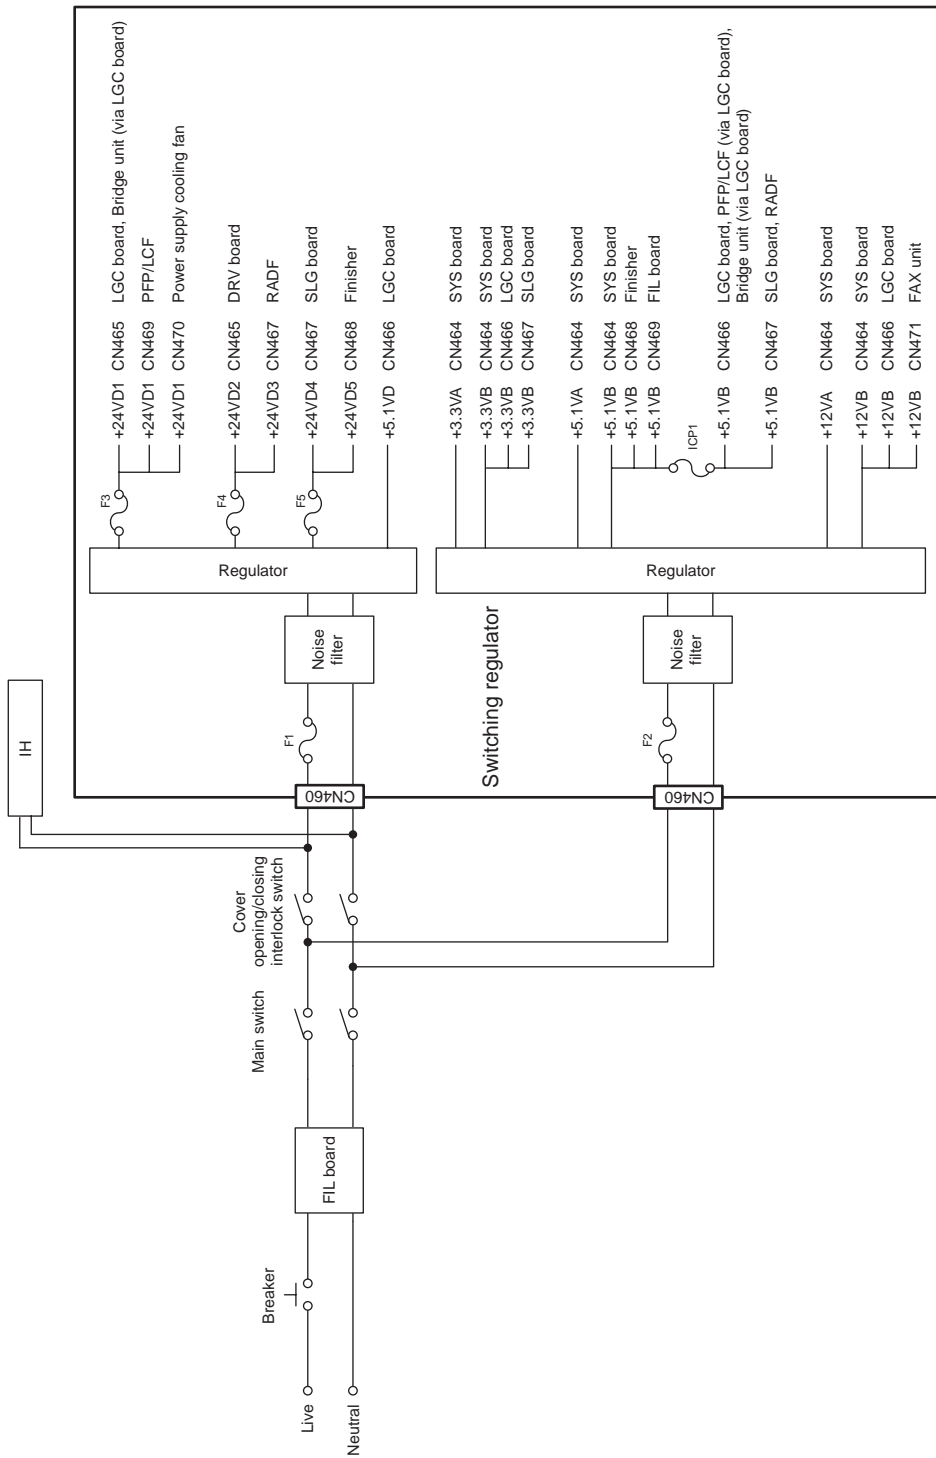 Live
Neutral
Breaker
FIL board
Main switch
Cover
opening/closing
interlock switch
IH
CN460
CN460
F1
F2
Noise
filter
Noise
filter
Switching regulator
Regulator
Regulator
F3
F4
F5
ICP1
+24VD1 CN465 LGC board, Bridge unit (via LGC board)
+24VD1 CN469 PFP/LCF
+24VD1 CN470 Power supply cooling fan
+24VD2 CN465 DRV board
+24VD3 CN467 RADF
+24VD4 CN467 SLG board
+24VD5 CN468 Finisher
+5.1VD CN466 LGC board
+3.3VA CN464 SYS board
+3.3VB CN464 SYS board
+3.3VB CN466 LGC board
+3.3VB CN467 SLG board
+5.1VA CN464 SYS board
+5.1VB CN464 SYS board
+5.1VB CN468 Finisher
+5.1VB CN469 FIL board
+5.1VB CN466 LGC board, PFP/LCF (via LGC board),
Bridge unit (via LGC board)
+5.1VB CN467 SLG board, RADF
+12VA CN464 SYS board
+12VB CN464 SYS board
+12VB CN466 LGC board
+12VB CN471 FAX unit